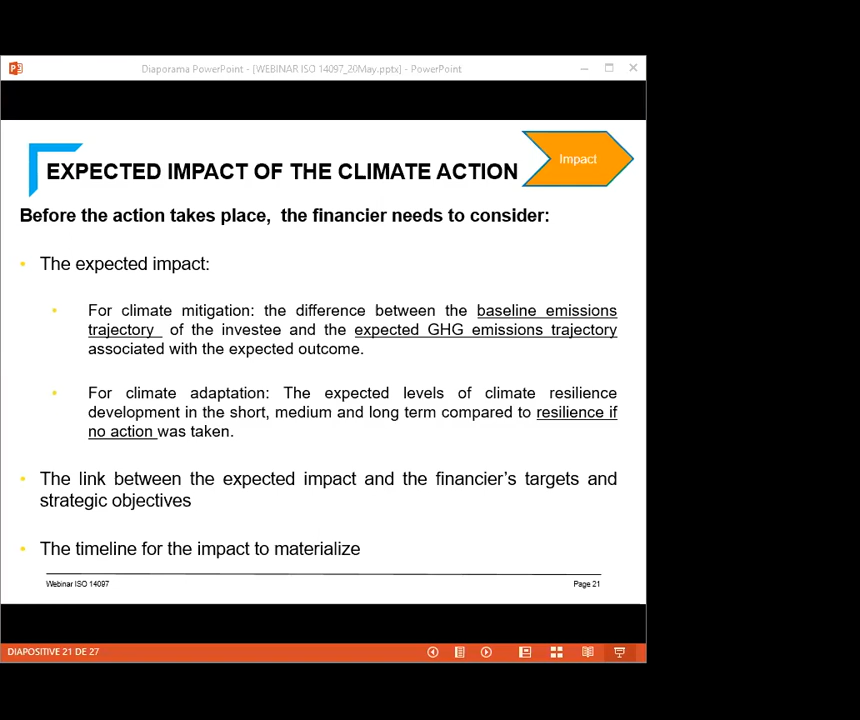 Diaporama PowerPoint - [WEBINAR ISO 14097_20May.pptx] - PowerPoint
EXPECTED IMPACT OF THE CLIMATE ACTION
Impact
Before the action takes place, the financier needs to consider:
• The expected impact:
• For climate mitigation: the difference between the baseline emissions
trajectory of the investee and the expected GHG emissions trajectory
associated with the expected outcome.
• For climate adaptation: The expected levels of climate resilience
development in the short, medium and long term compared to resilience if
no action was taken.
• The link between the expected impact and the financier's targets and
strategic objectives
• The timeline for the impact to materialize
Webinar ISO 14097
Page 21
DIAPOSITIVE 21 DE 27